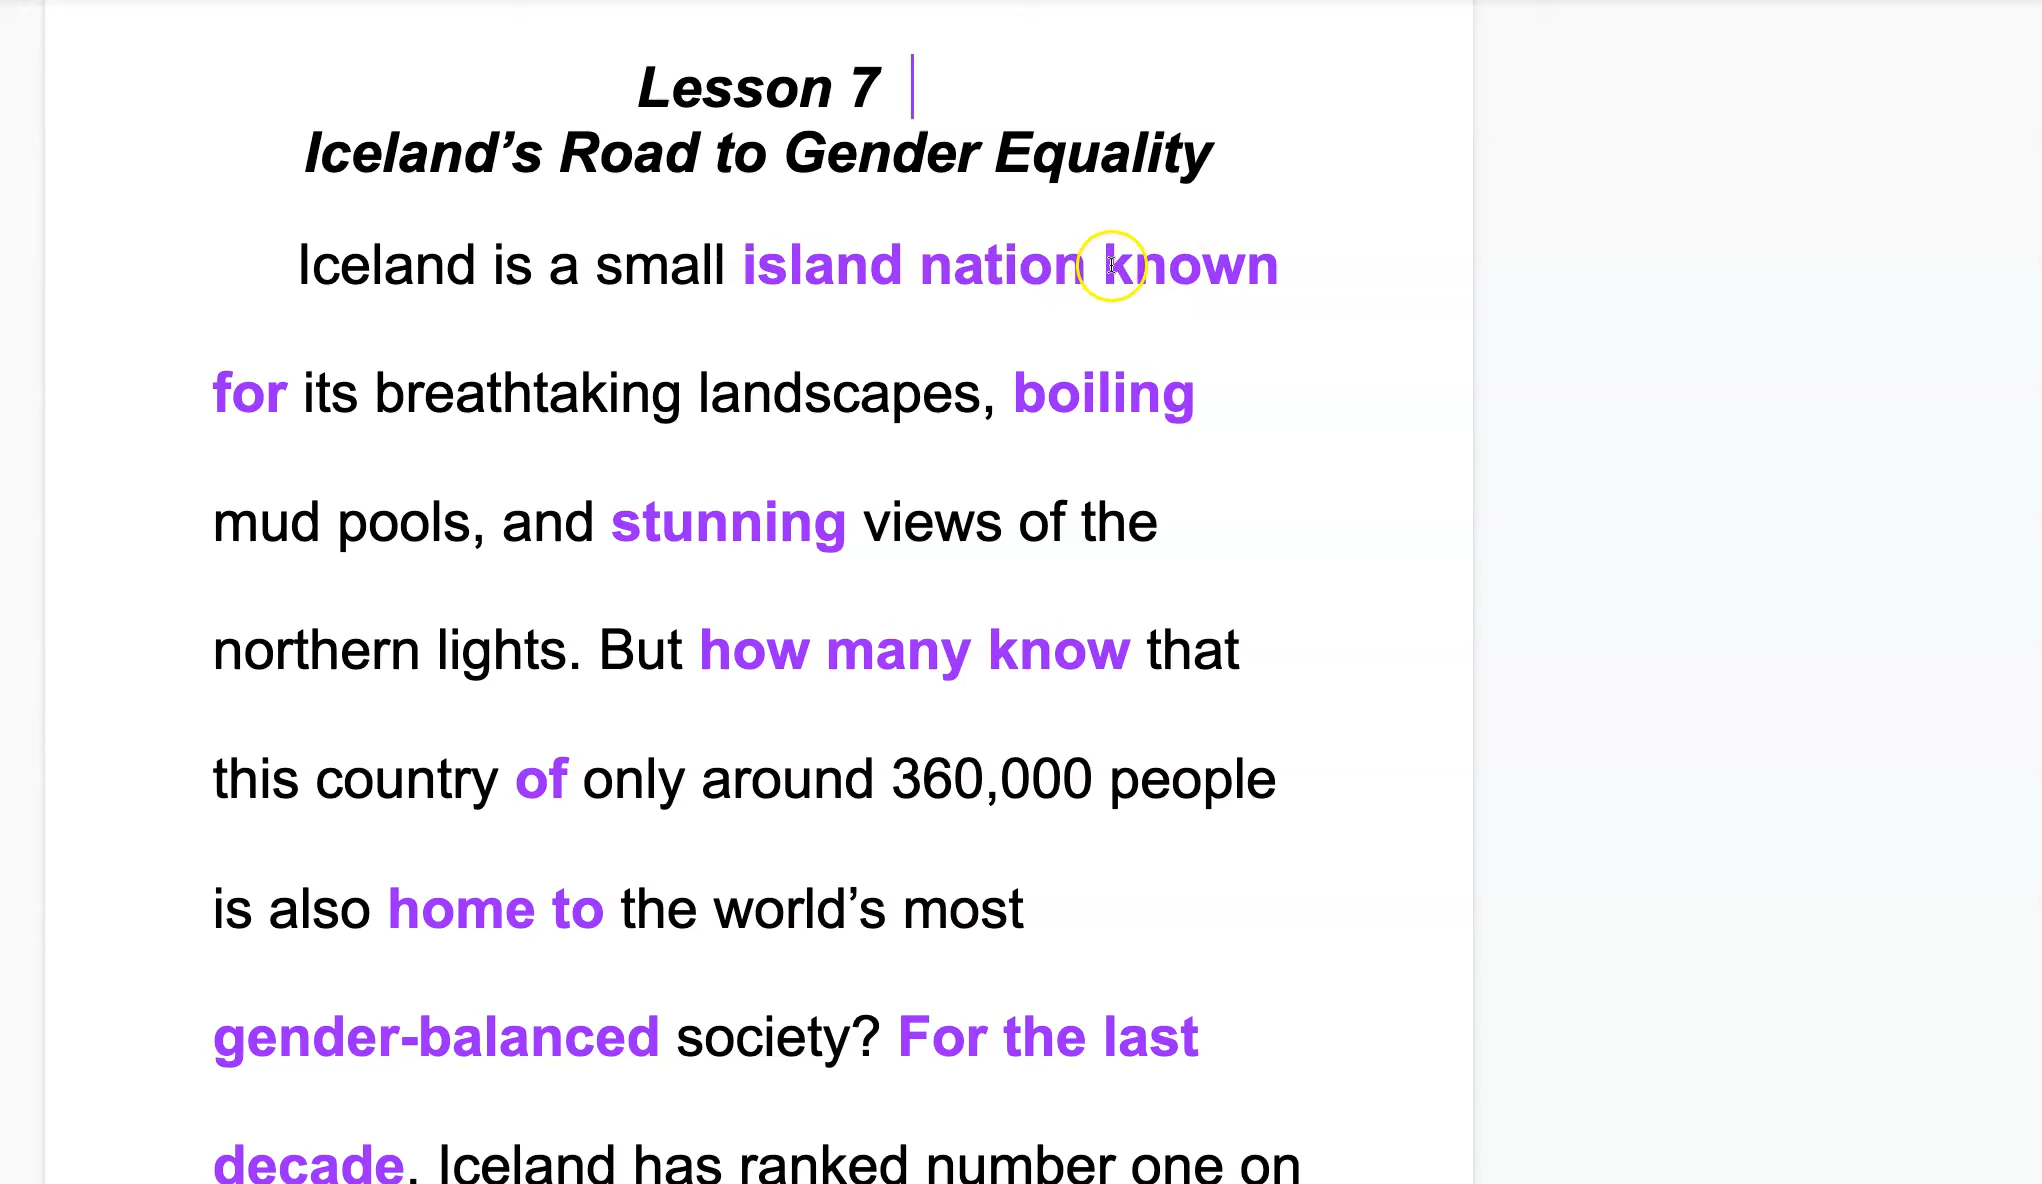 Lesson 7
Iceland’s Road to Gender Equality
Iceland is a small island nation known
for its breathtaking landscapes, boiling
mud pools, and stunning views of the
northern lights. But how many know that
this country of only around 360,000 people
is also home to the world’s most
gender-balanced society? For the last
decade, Iceland has ranked number one on